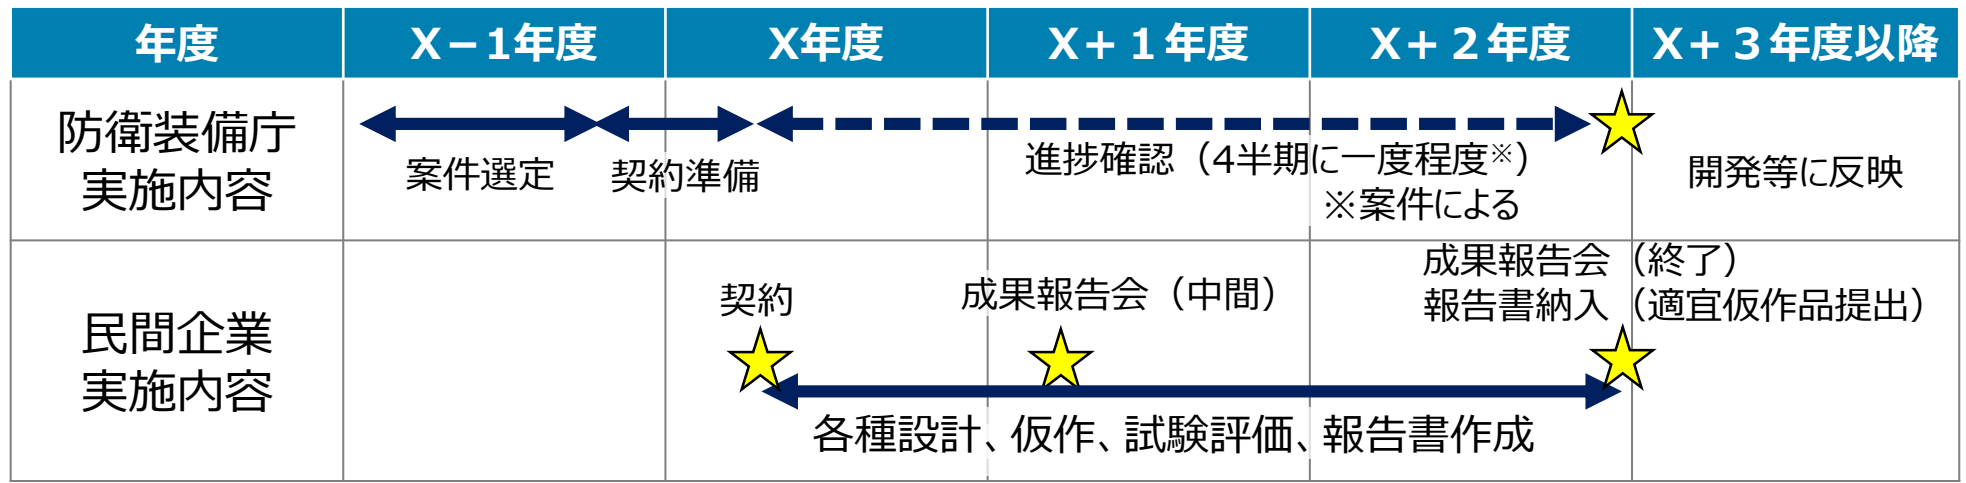 年度
X－1年度
X年度
X＋１年度
X＋２年度
X＋３年度以降
防衛装備庁
実施内容
案件選定
契約準備
進捗確認（4半期に一度程度※）
※案件による
開発等に反映
民間企業
実施内容
契約
成果報告会（中間）
成果報告会（終了）
報告書納入（適宜仮作品提出）
各種設計、仮作、試験評価、報告書作成